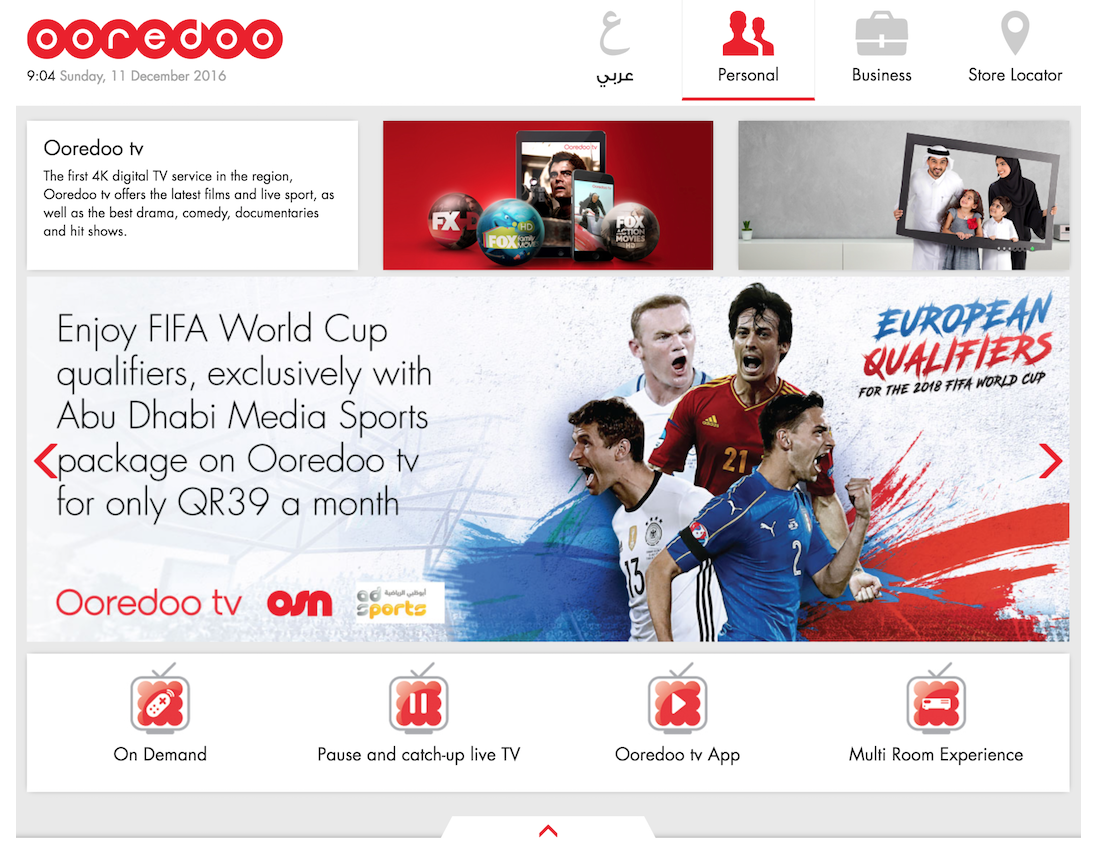 ooredoo
9:04 Sunday, 11 December 2016
ع
عربي
Personal
Business
Store Locator
Ooredoo tv
The first 4K digital TV service in the region,
Ooredoo tv offers the latest films and live sport, as
well as the best drama, comedy, documentaries
and hit shows.
Ooredoo tv
FX HD
HD
FOX
Family
MOVIES
FOX
ACTION
MOVIES
HD
Enjoy FIFA World Cup
qualifiers, exclusively with
Abu Dhabi Media Sports
package on Ooredoo tv
for only QR39 a month
EUROPEAN
QUALIFIERS
FOR THE 2018 FIFA WORLD CUP
21
13
2
Ooredoo tv
osn
أبوظبي الرياضية
ad
sports
On Demand
Pause and catch-up live TV
Ooredoo tv App
Multi Room Experience